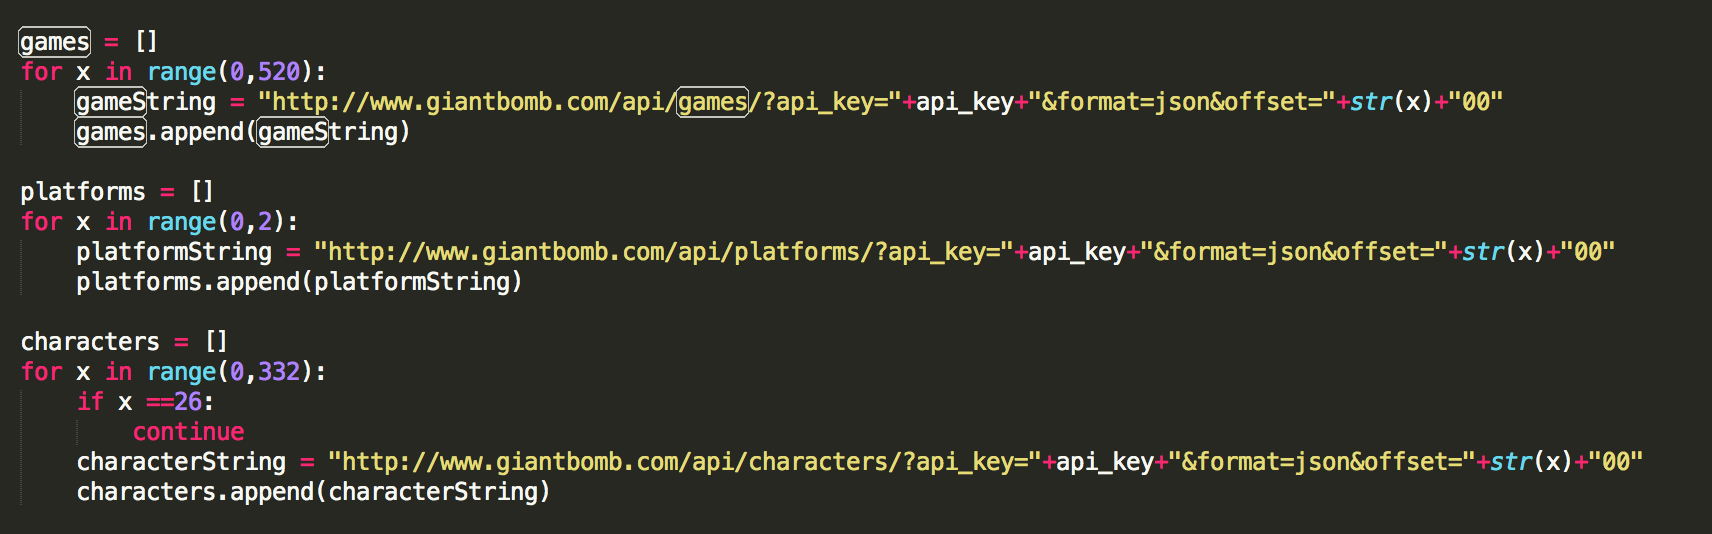 games = []
for x in range(0,520):
    gameString = "http://www.giantbomb.com/api/games/?api_key="+api_key+"&format=json&offset="+str(x)+"00"
    games.append(gameString)

platforms = []
for x in range(0,2):
    platformString = "http://www.giantbomb.com/api/platforms/?api_key="+api_key+"&format=json&offset="+str(x)+"00"
    platforms.append(platformString)

characters = []
for x in range(0,332):
    if x ==26:
        continue
    characterString = "http://www.giantbomb.com/api/characters/?api_key="+api_key+"&format=json&offset="+str(x)+"00"
    characters.append(characterString)